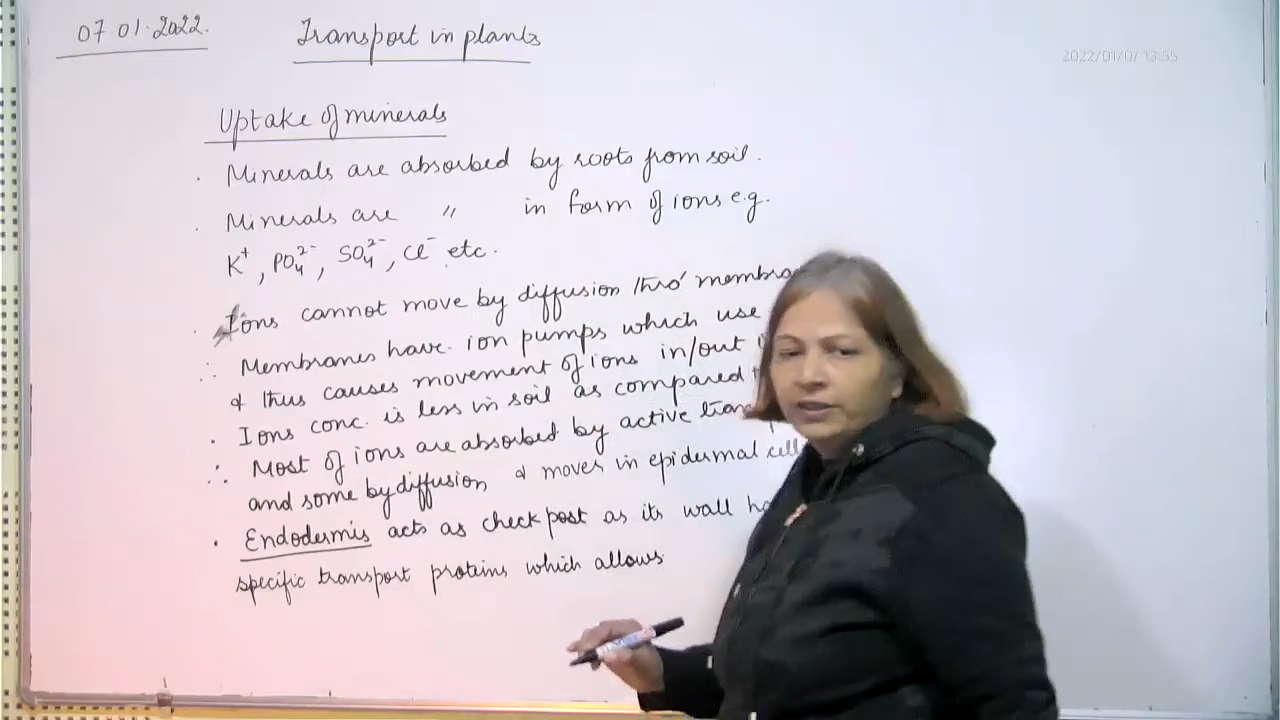 07 01.2022.
Transport in plants
2022/01/07 13:55
Uptake of minerals
. Minerals are absorbed by roots from soil.
. Minerals are " in form of ions e.g.
K⁺, PO₄²⁻, SO₄²⁻, Cl⁻ etc.
. Ions cannot move by diffusion thro' membra
∴ Membranes have ion pumps which use
& thus causes movement of ions in/out
. Ions conc. is less in soil as compared
∴ Most of ions are absorbed by active tran
and some by diffusion & moves in epidermal cell
. Endodermis acts as check post as its wall ha
specific transport proteins which allows